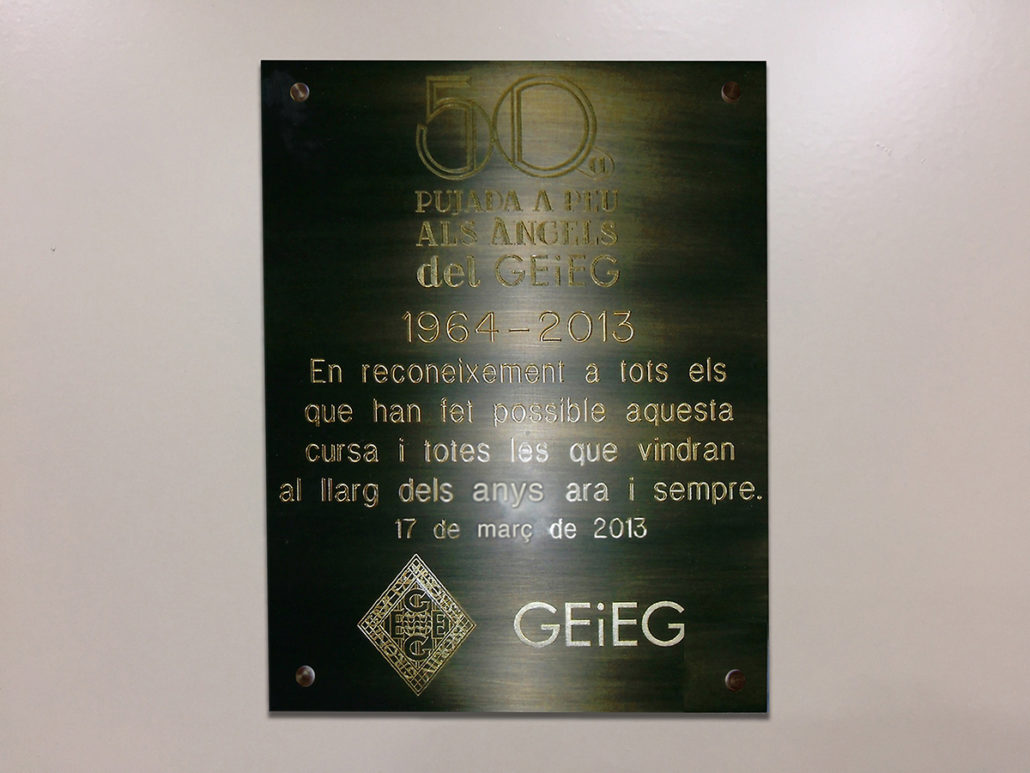 50a
PUJADA A PEU
ALS ÀNGELS
del GEiEG
1964-2013
En reconeixement a tots els
que han fet possible aquesta
cursa i totes les que vindran
al llarg dels anys ara i sempre.
17 de març de 2013
G
E E
G
GEiEG